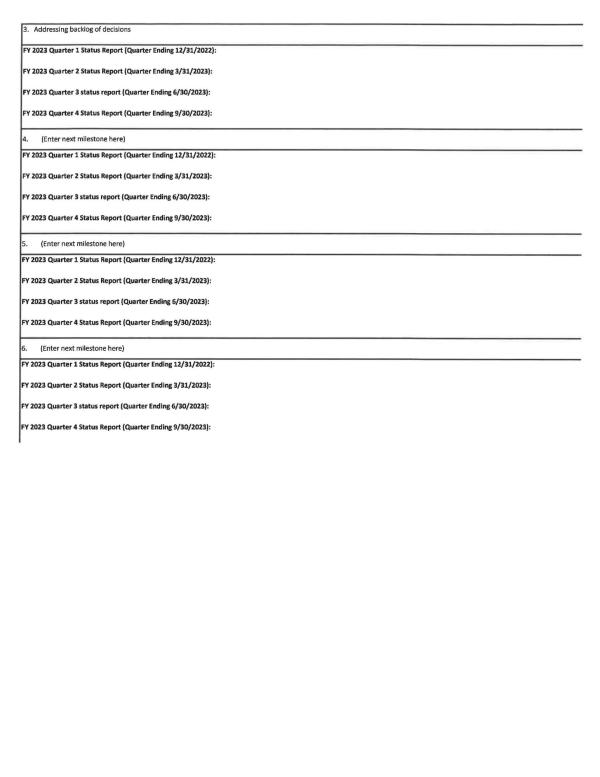 3. Addressing backlog of decisions
FY 2023 Quarter 1 Status Report (Quarter Ending 12/31/2022):
FY 2023 Quarter 2 Status Report (Quarter Ending 3/31/2023):
FY 2023 Quarter 3 status report (Quarter Ending 6/30/2023):
FY 2023 Quarter 4 Status Report (Quarter Ending 9/30/2023):
4. (Enter next milestone here)
FY 2023 Quarter 1 Status Report (Quarter Ending 12/31/2022):
FY 2023 Quarter 2 Status Report (Quarter Ending 3/31/2023):
FY 2023 Quarter 3 status report (Quarter Ending 6/30/2023):
FY 2023 Quarter 4 Status Report (Quarter Ending 9/30/2023):
5. (Enter next milestone here)
FY 2023 Quarter 1 Status Report (Quarter Ending 12/31/2022):
FY 2023 Quarter 2 Status Report (Quarter Ending 3/31/2023):
FY 2023 Quarter 3 status report (Quarter Ending 6/30/2023):
FY 2023 Quarter 4 Status Report (Quarter Ending 9/30/2023):
6. (Enter next milestone here)
FY 2023 Quarter 1 Status Report (Quarter Ending 12/31/2022):
FY 2023 Quarter 2 Status Report (Quarter Ending 3/31/2023):
FY 2023 Quarter 3 status report (Quarter Ending 6/30/2023):
FY 2023 Quarter 4 Status Report (Quarter Ending 9/30/2023):